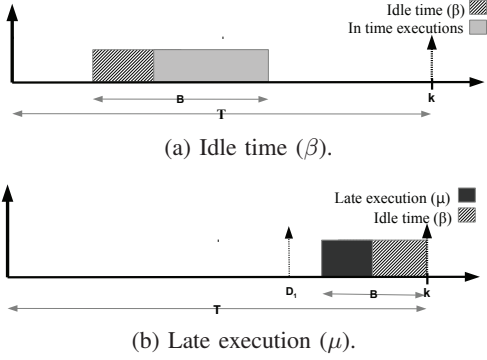 Idle time (β)
In time executions
B
T
k
(a) Idle time (β).
Late execution (μ)
Idle time (β)
D₁
B
k
T
(b) Late execution (μ).